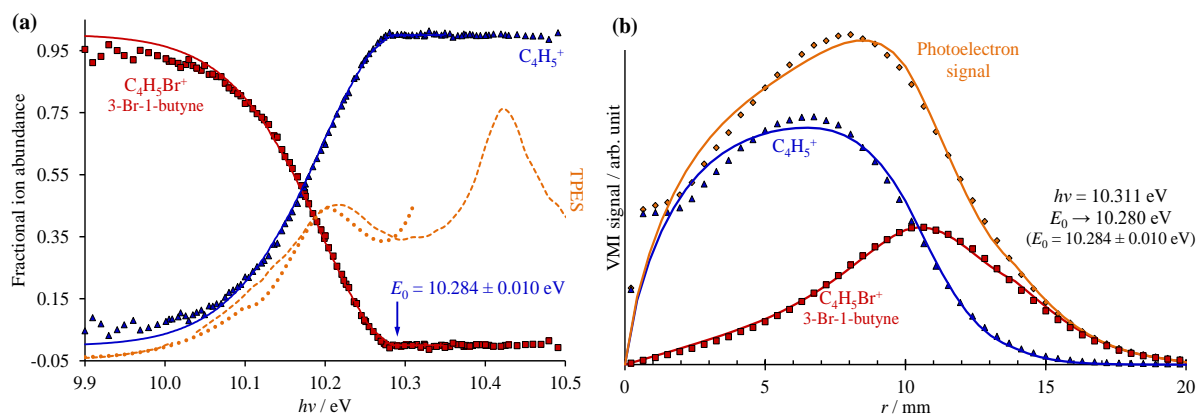 (a)
Fractional ion abundance
0.95
0.75
0.55
0.35
0.15
-0.05
C₄H₅Br⁺
3-Br-1-butyne
C₄H₅⁺
TPES
E₀ = 10.284 ± 0.010 eV
9.9 10.0 10.1 10.2 10.3 10.4 10.5
hν / eV
(b)
VMI signal / arb. unit
Photoelectron
signal
C₄H₅⁺
hν = 10.311 eV
E₀ → 10.280 eV
(E₀ = 10.284 ± 0.010 eV)
C₄H₅Br⁺
3-Br-1-butyne
0 5 10 15 20
r / mm